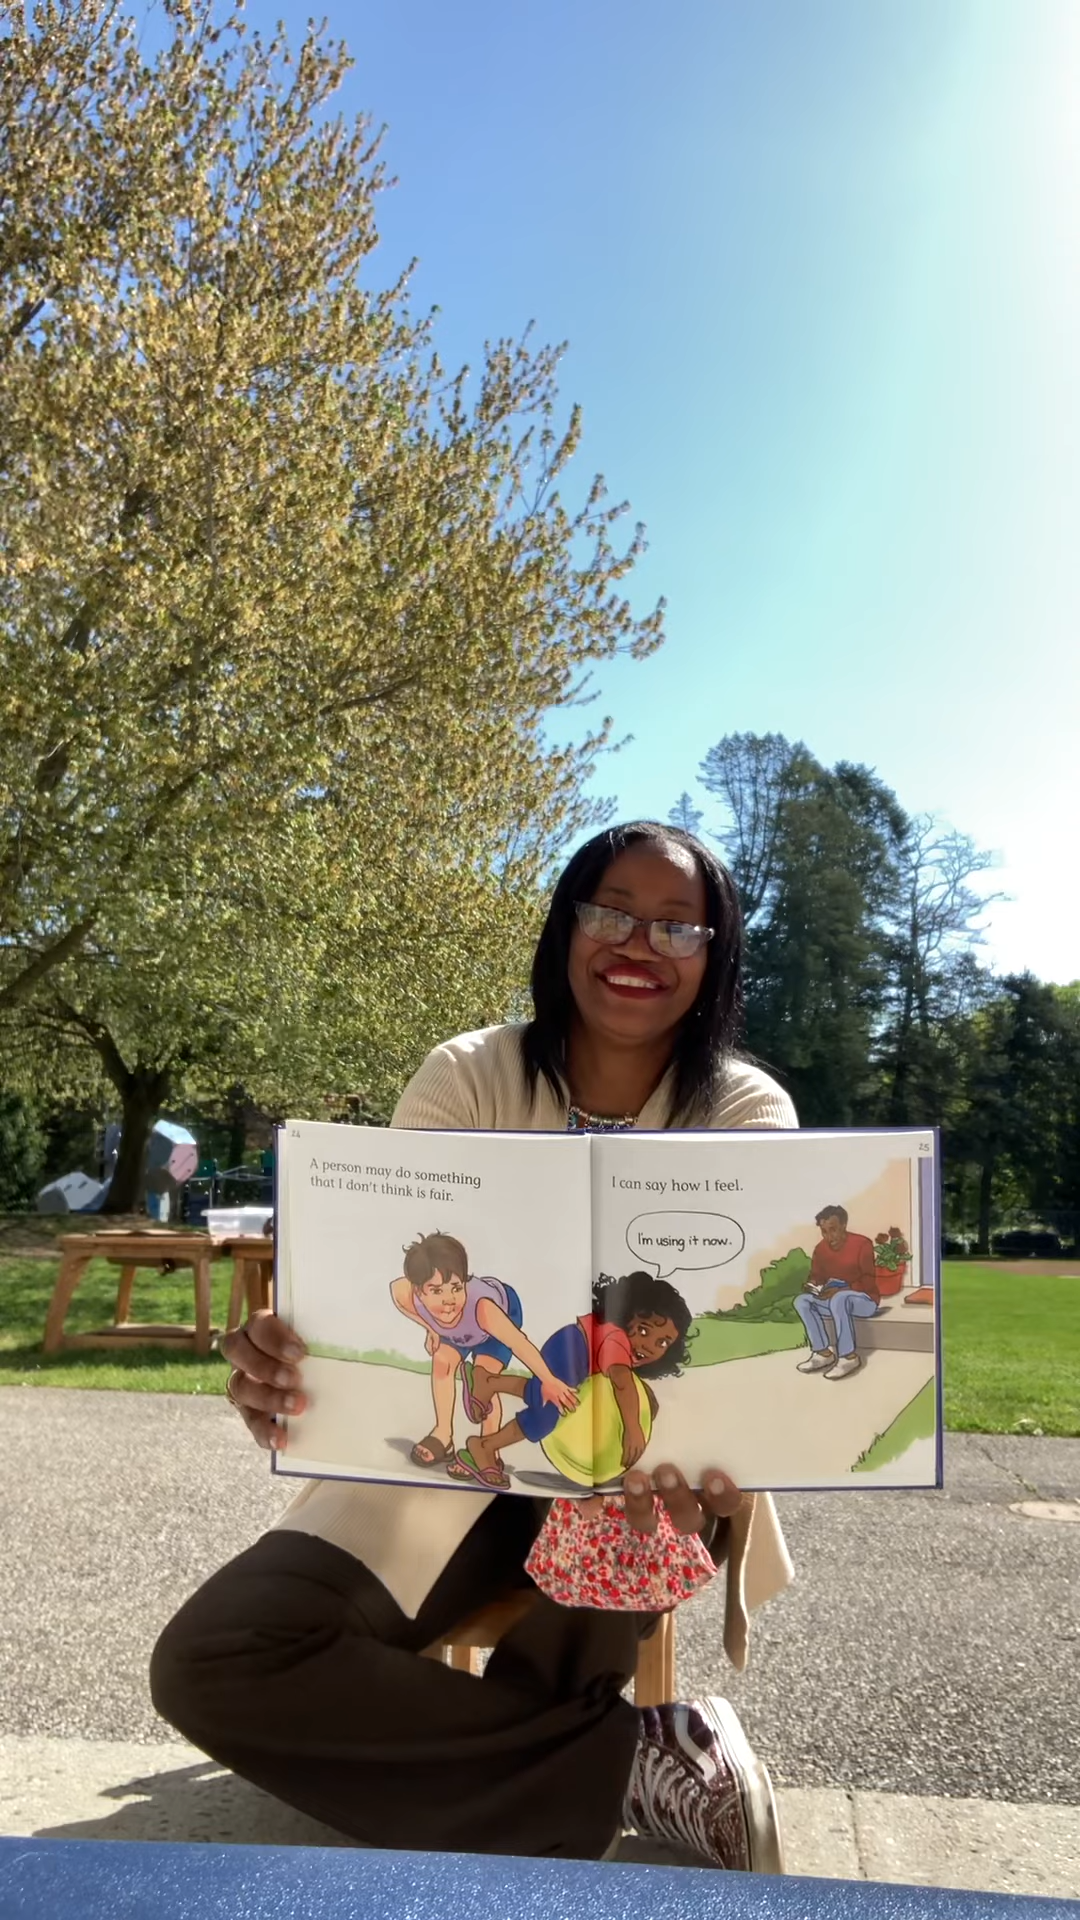 24
A person may do something
that I don't think is fair.
25
I can say how I feel.
I'm using it now.